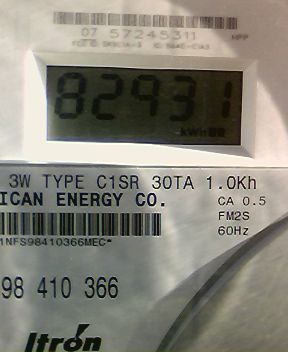 07 57245311
82931
kWh
3W TYPE C1SR 30TA 1.0Kh
ICAN ENERGY CO.
CA 0.5
FM2S
60Hz
1NFS98410366MEC*
98 410 366
Itron